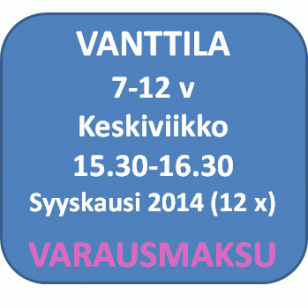 VANTTILA
7-12 v
Keskiviikko
15.30-16.30
Syyskausi 2014 (12 x)
VARAUSMAKSU